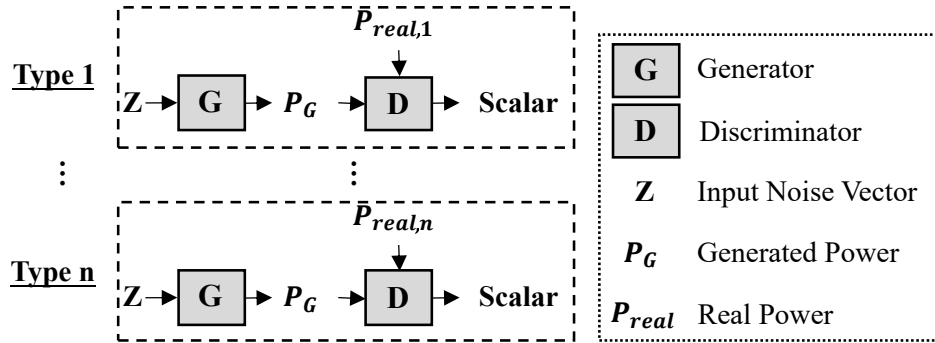 P_real,1
Type 1
Z G P_G D Scalar
⋮ ⋮
P_real,n
Type n
Z G P_G D Scalar
G Generator
D Discriminator
Z Input Noise Vector
P_G Generated Power
P_real Real Power